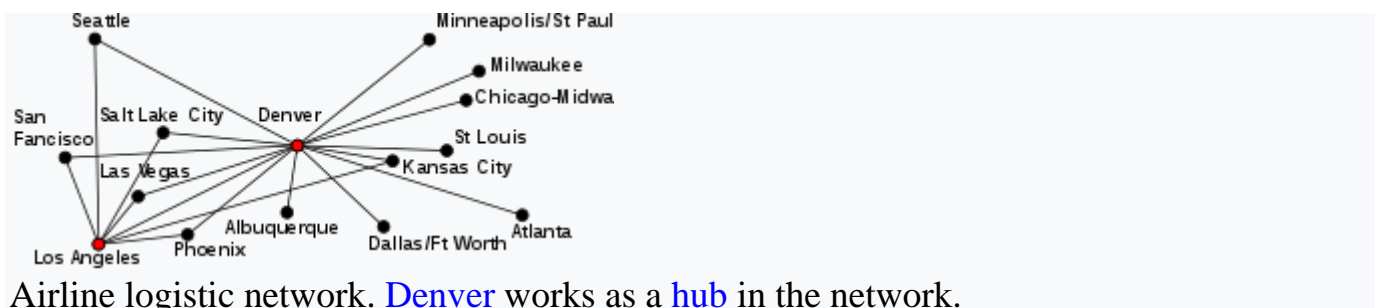 Seattle
Minneapolis/St Paul
Milwaukee
Chicago-Midwa
San
Fancisco
Salt Lake City
Denver
St Louis
Kansas City
Las Vegas
Albuquerque
Dallas/Ft Worth
Atlanta
Phoenix
Los Angeles
Airline logistic network. Denver works as a hub in the network.